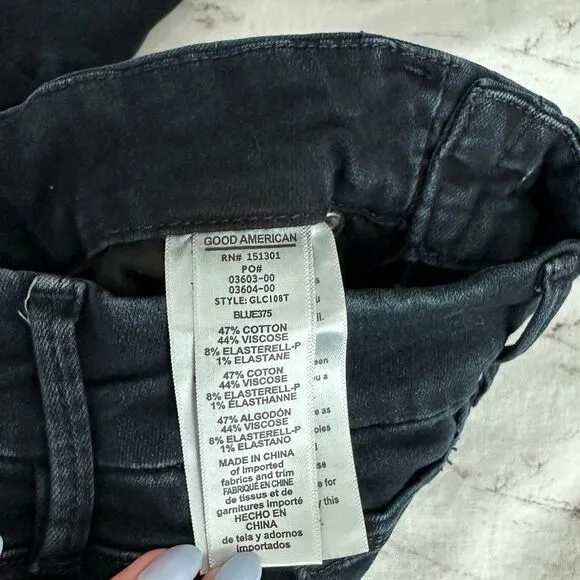 GOOD AMERICAN
RN# 151301
PO#
03603-00
03604-00
STYLE: GLC108T
BLUE375
47% COTTON
44% VISCOSE
8% ELASTERELL-P
1% ELASTANE
47% COTON
44% VISCOSE
8% ELASTERELL-P
1% ÉLASTHANNE
47% ALGODÓN
44% VISCOSE
8% ELASTERELL-P
1% ELASTANO
MADE IN CHINA
of imported
fabrics and trim
FABRIQUÉ EN CHINE
de tissus et de
garnitures importé
HECHO EN
CHINA
de tela y adornos
importados